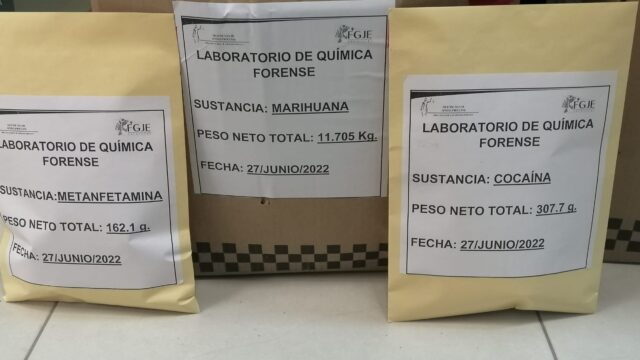 FGJE
LABORATORIO DE QUÍMICA
FORENSE
SUSTANCIA:METANFETAMINA
PESO NETO TOTAL: 162.1 g.
FECHA: 27/JUNIO/2022
FGJE
LABORATORIO DE QUÍMICA
FORENSE
SUSTANCIA: MARIHUANA
PESO NETO TOTAL: 11.705 Kg.
FECHA: 27/JUNIO/2022
FGJE
LABORATORIO DE QUÍMICA
FORENSE
SUSTANCIA: COCAÍNA
PESO NETO TOTAL: 307.7 g.
FECHA: 27/JUNIO/2022